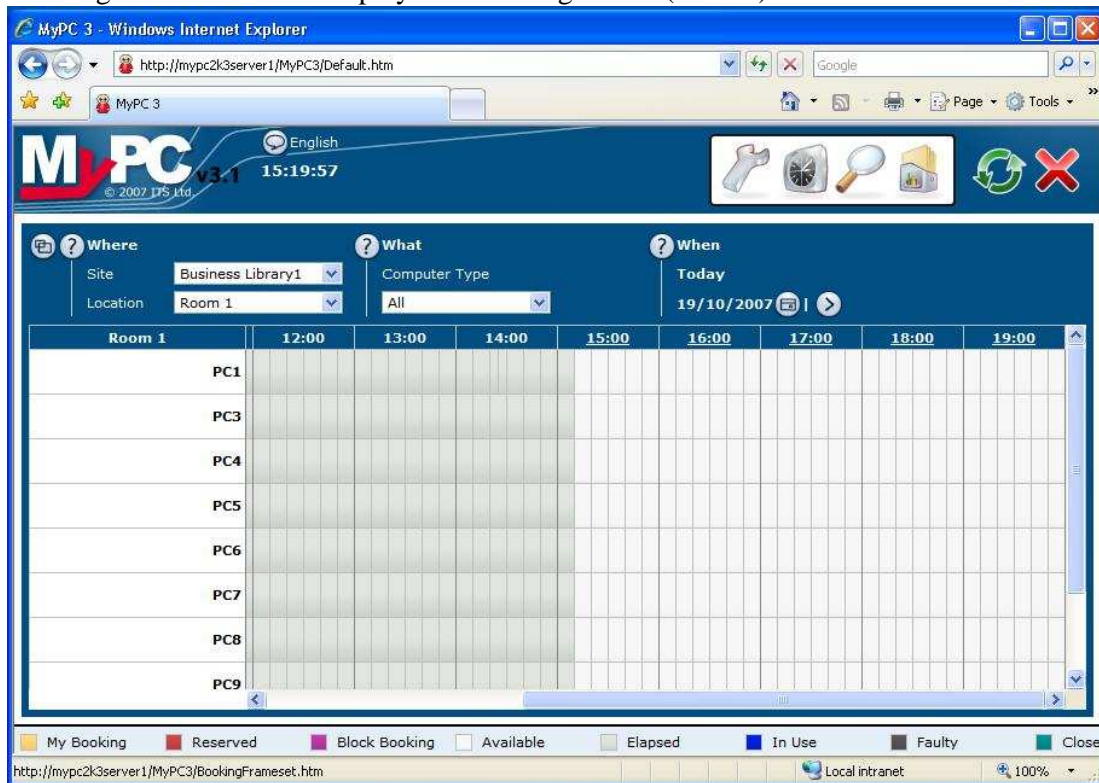 MyPC 3 - Windows Internet Explorer
http://mypc2k3server1/MyPC3/Default.htm
Google
MyPC 3
Page
Tools
»
MyPC v3.1
© 2007 ITS Ltd.
English
15:19:57
Where
What
When
Site Business Library1
Computer Type
Today
Location Room 1
All
19/10/2007
Room 1 12:00 13:00 14:00 15:00 16:00 17:00 18:00 19:00
PC1
PC3
PC4
PC5
PC6
PC7
PC8
PC9
My Booking Reserved Block Booking Available Elapsed In Use Faulty Close
http://mypc2k3server1/MyPC3/BookingFrameset.htm Local intranet 100%